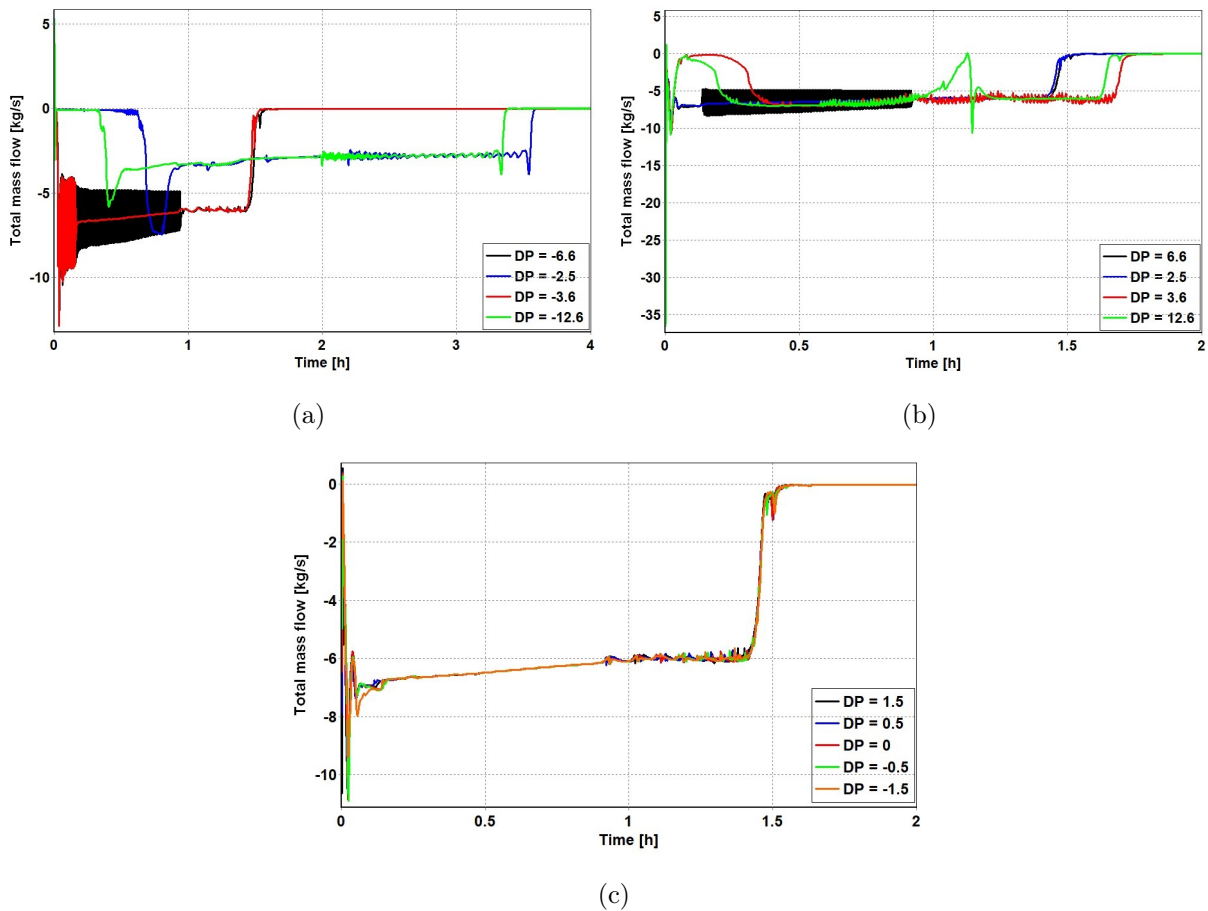 5
0
-5
-10
Total mass flow [kg/s]
0
1
2
3
4
Time [h]
DP = -6.6
DP = -2.5
DP = -3.6
DP = -12.6
(a)
5
0
-5
-10
-15
-20
-25
-30
-35
Total mass flow [kg/s]
0
0.5
1
1.5
2
Time [h]
DP = 6.6
DP = 2.5
DP = 3.6
DP = 12.6
(b)
0
-2
-4
-6
-8
-10
Total mass flow [kg/s]
0
0.5
1
1.5
2
Time [h]
DP = 1.5
DP = 0.5
DP = 0
DP = -0.5
DP = -1.5
(c)